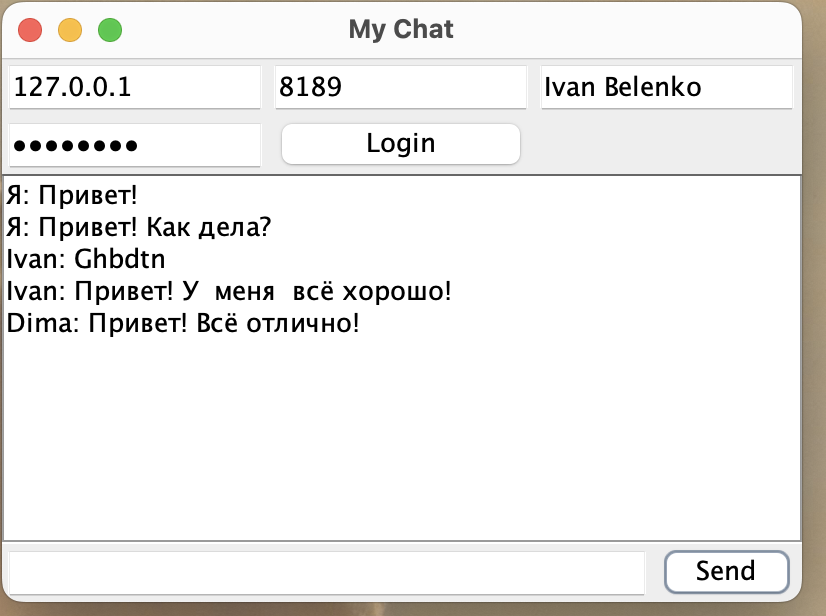 My Chat
127.0.0.1
8189
Ivan Belenko
●●●●●●●●
Login
Я: Привет!
Я: Привет! Как дела?
Ivan: Ghbdtn
Ivan: Привет! У  меня  всё хорошо!
Dima: Привет! Всё отлично!
Send